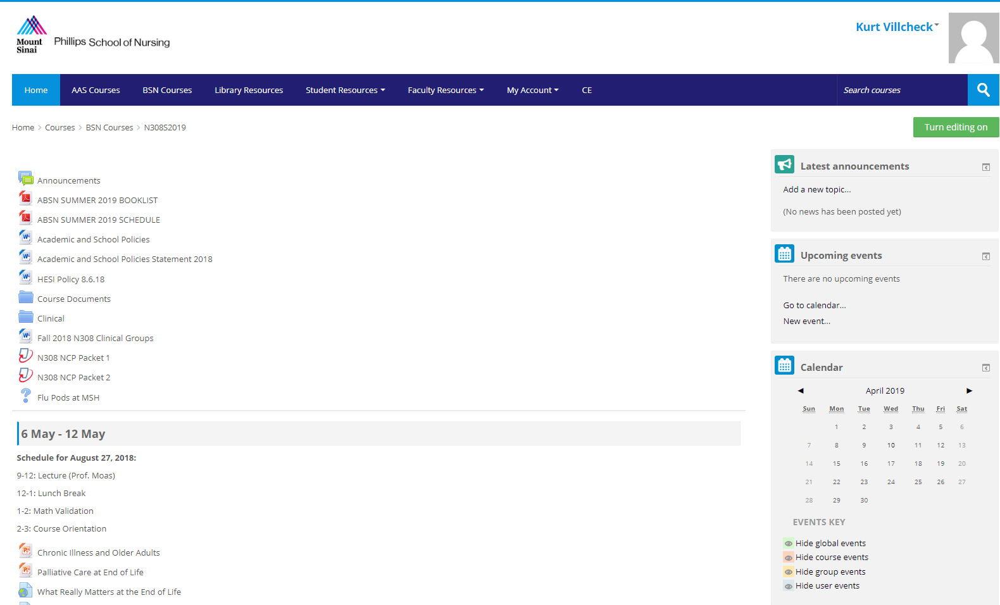 Mount
Sinai
Phillips School of Nursing
Kurt Villcheck
Home AAS Courses BSN Courses Library Resources Student Resources Faculty Resources My Account CE Search courses
Home Courses BSN Courses N308S2019
Turn editing on
Announcements
ABSN SUMMER 2019 BOOKLIST
ABSN SUMMER 2019 SCHEDULE
Academic and School Policies
Academic and School Policies Statement 2018
HESI Policy 8.6.18
Course Documents
Clinical
Fall 2018 N308 Clinical Groups
N308 NCP Packet 1
N308 NCP Packet 2
Flu Pods at MSH
6 May - 12 May
Schedule for August 27, 2018:
9-12: Lecture (Prof. Moas)
12-1: Lunch Break
1-2: Math Validation
2-3: Course Orientation
Chronic Illness and Older Adults
Palliative Care at End of Life
What Really Matters at the End of Life
Latest announcements
Add a new topic...
(No news has been posted yet)
Upcoming events
There are no upcoming events
Go to calendar...
New event...
Calendar
◄ April 2019 ►
Sun Mon Tue Wed Thu Fri Sat
1 2 3 4 5 6
7 8 9 10 11 12 13
14 15 16 17 18 19 20
21 22 23 24 25 26 27
28 29 30
EVENTS KEY
Hide global events
Hide course events
Hide group events
Hide user events